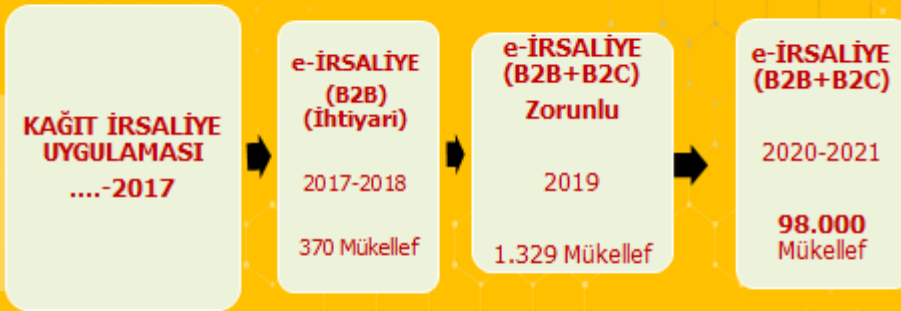 KAĞIT İRSALİYE
UYGULAMASI
....-2017
e-İRSALİYE
(B2B)
(İhtiyari)
2017-2018
370 Mükellef
e-İRSALİYE
(B2B+B2C)
Zorunlu
2019
1.329 Mükellef
e-İRSALİYE
(B2B+B2C)
2020-2021
98.000
Mükellef